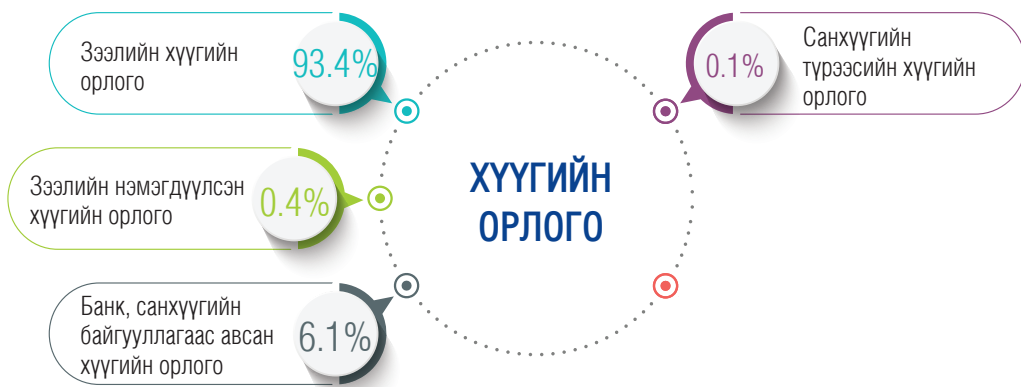 Зээлийн хүүгийн
орлого
93.4%
Зээлийн нэмэгдүүлсэн
хүүгийн орлого
0.4%
Банк, санхүүгийн
байгууллагаас авсан
хүүгийн орлого
6.1%
ХҮҮГИЙН
ОРЛОГО
0.1%
Санхүүгийн
түрээсийн хүүгийн
орлого